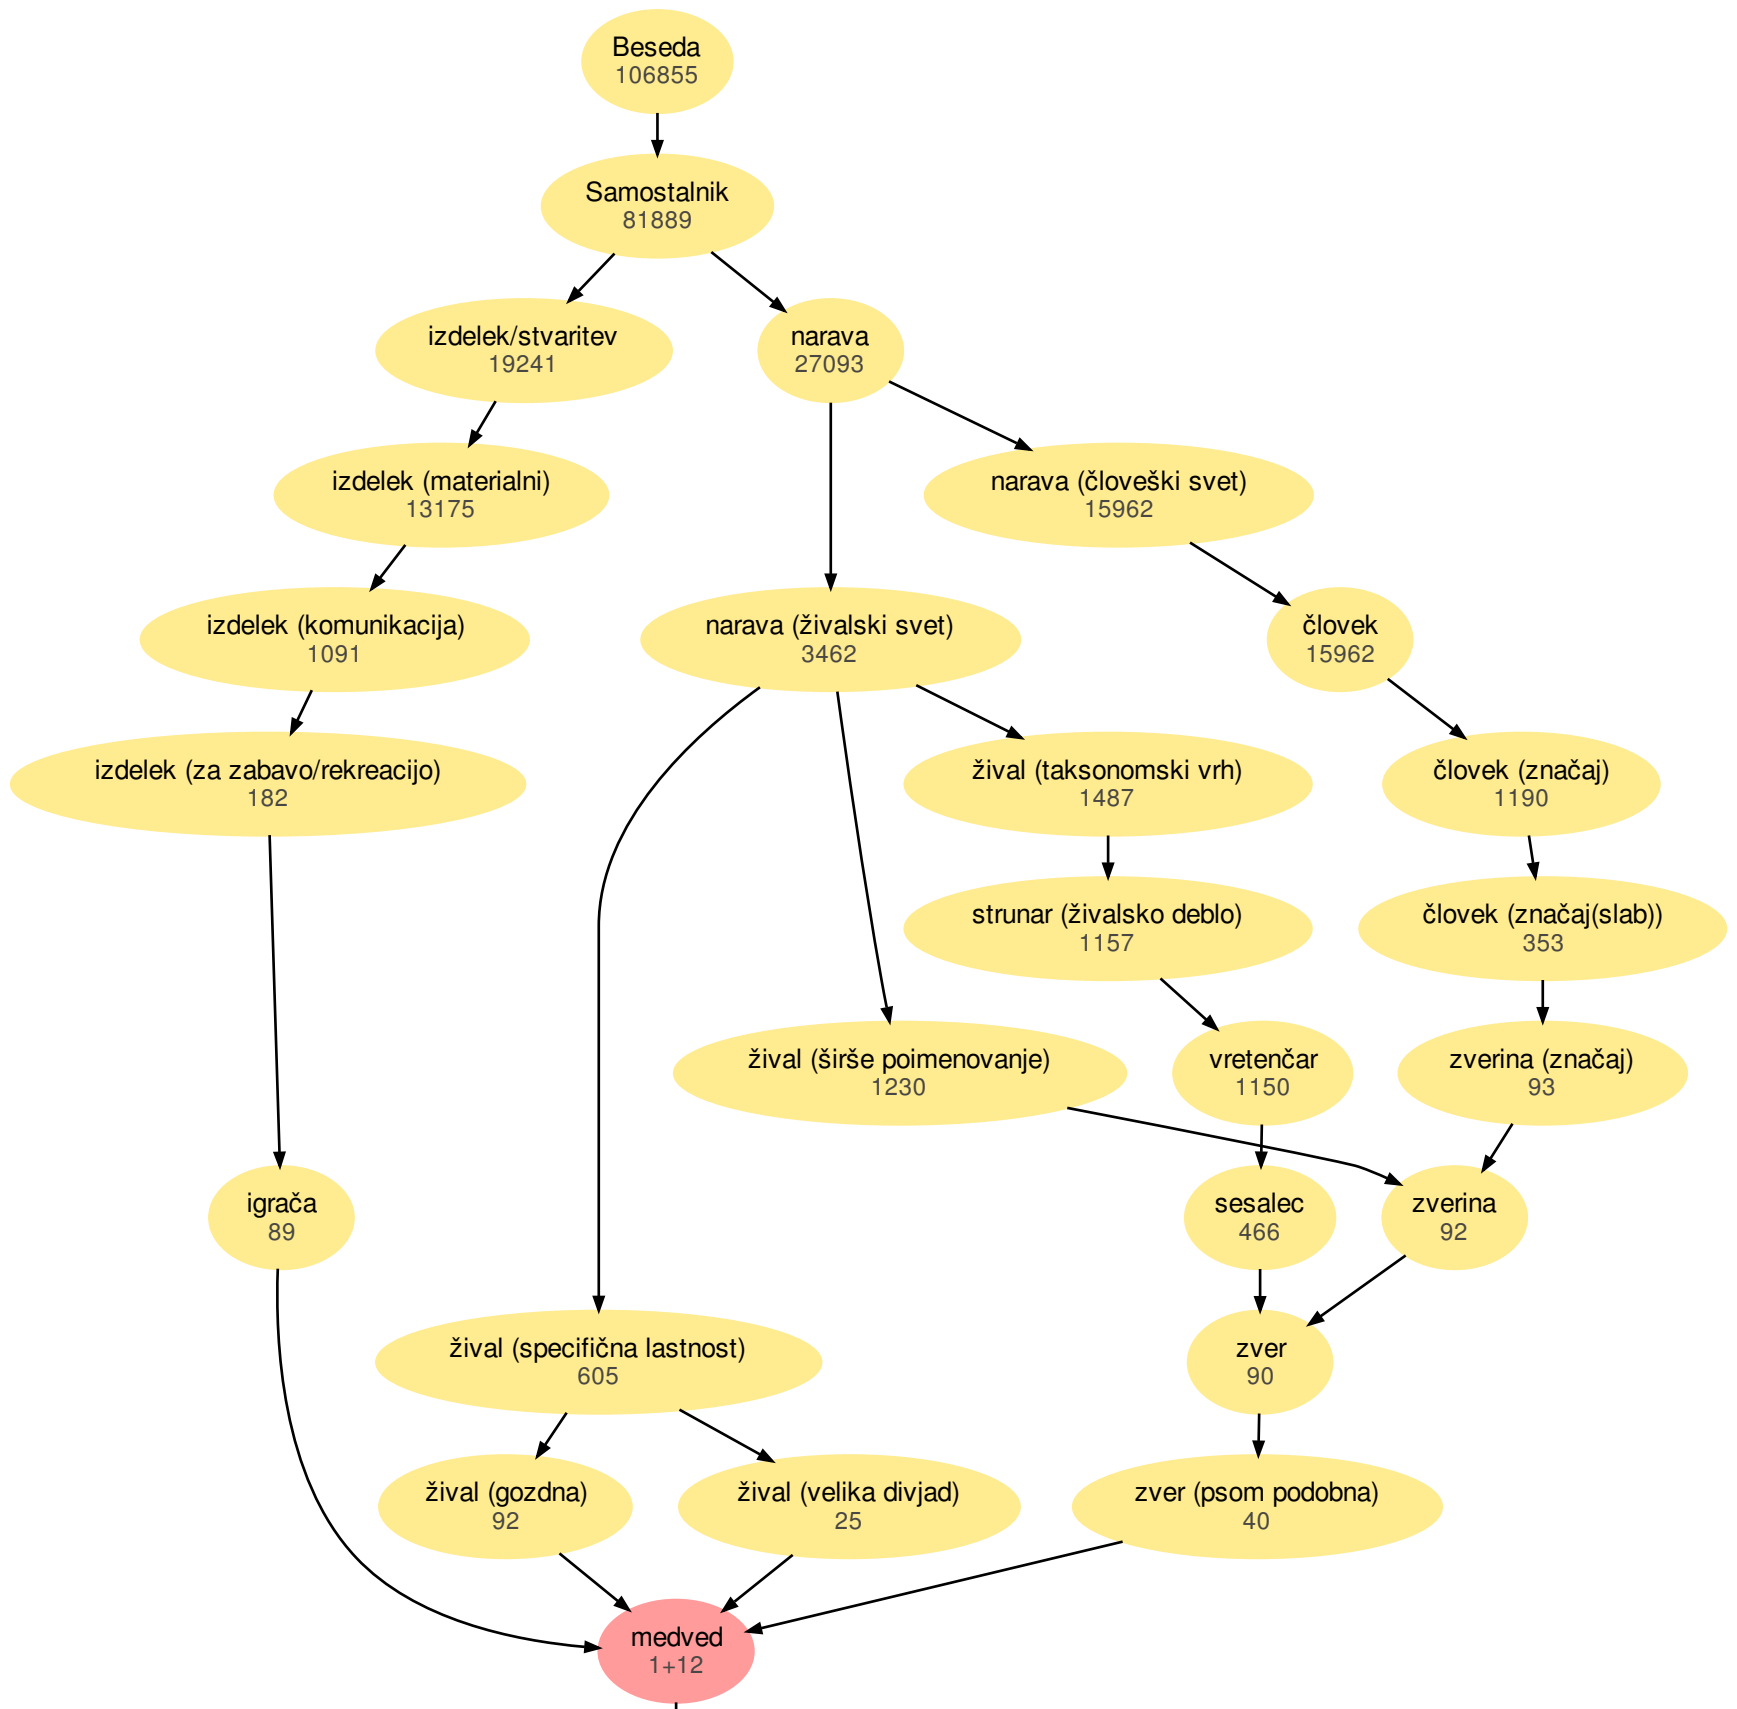 Beseda
106855
Samostalnik
81889
izdelek/stvaritev
19241
narava
27093
izdelek (materialni)
13175
narava (človeški svet)
15962
izdelek (komunikacija)
1091
narava (živalski svet)
3462
človek
15962
izdelek (za zabavo/rekreacijo)
182
žival (taksonomski vrh)
1487
človek (značaj)
1190
strunar (živalsko deblo)
1157
človek (značaj(slab))
353
žival (širše poimenovanje)
1230
vretenčar
1150
zverina (značaj)
93
igrača
89
sesalec
466
zverina
92
žival (specifična lastnost)
605
zver
90
žival (gozdna)
92
žival (velika divjad)
25
zver (psom podobna)
40
medved
1+12